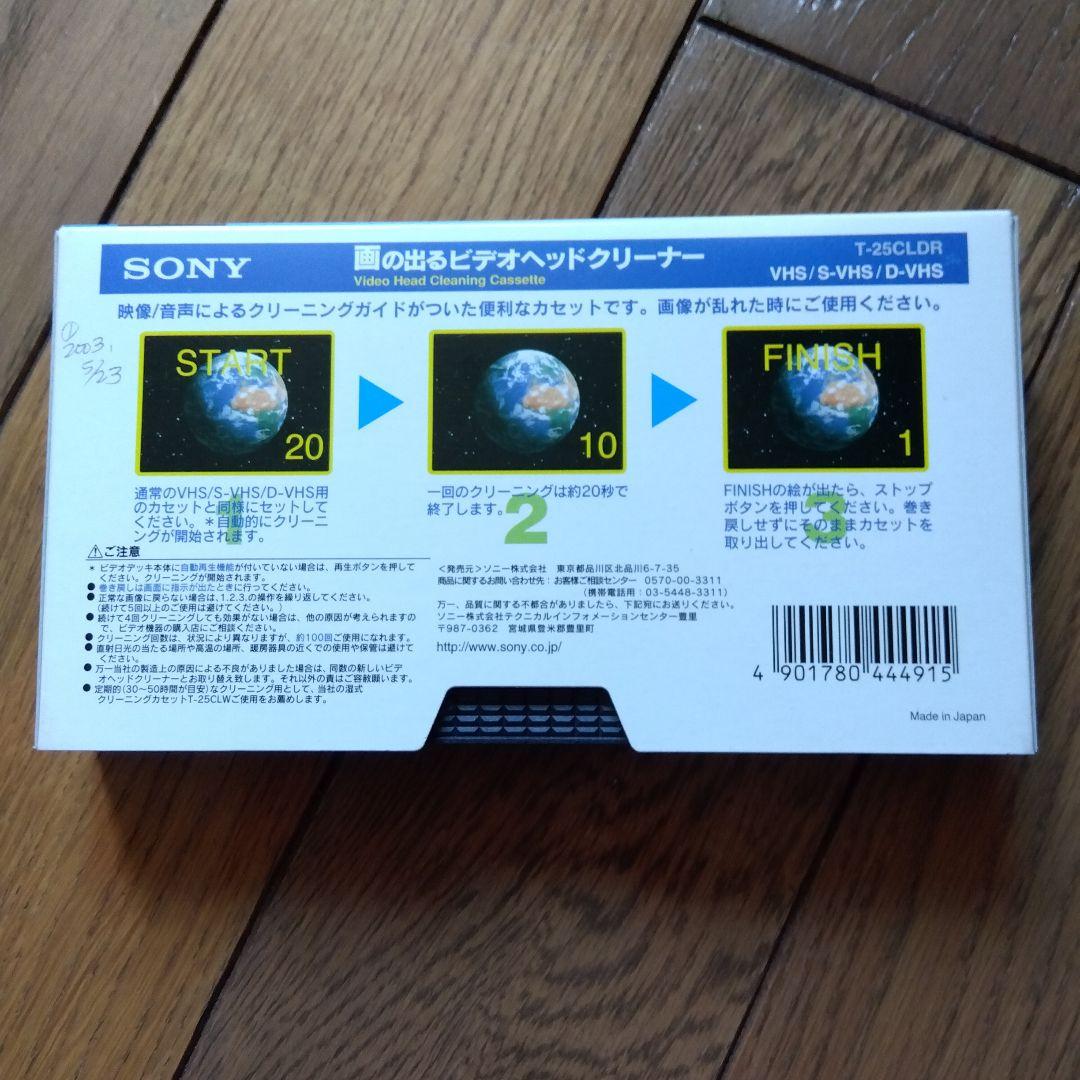 SONY
画の出るビデオヘッドクリーナー
Video Head Cleaning Cassette
T-25CLDR
VHS/S-VHS/D-VHS
映像/音声によるクリーニングガイドがついた便利なカセットです。画像が乱れた時にご使用ください。
①
2003.
5/23
START
20
10
FINISH
1
1
通常のVHS/S-VHS/D-VHS用
のカセットと同様にセットして
ください。＊自動的にクリーニ
ングが開始されます。
2
一回のクリーニングは約20秒で
終了します。
3
FINISHの絵が出たら、ストップ
ボタンを押してください。巻き
戻しせずにそのままカセットを
取り出してください。
⚠ご注意
＊ ビデオデッキ本体に自動再生機能が付いていない場合は、再生ボタンを押して
ください。クリーニングが開始されます。
● 巻き戻しは画面に指示が出たときに行ってください。
● 正常な画像に戻らない場合は、1.2.3.の操作を繰り返してください。
（続けて5回以上のご使用は避けてください。）
● 続けて4回クリーニングしても効果がない場合は、他の原因が考えられますの
で、ビデオ機器の購入店にご相談ください。
● クリーニング回数は、状況により異なりますが、約100回ご使用になれます。
● 直射日光の当たる場所や高温の場所、暖房器具の近くでの使用や保管は避けて
ください。
● 万一当社の製造上の原因による不良がありました場合は、同数の新しいビデ
オヘッドクリーナーとお取り替え致します。それ以外の責はご容赦願います。
● 定期的（30～50時間が目安）なクリーニング用として、当社の湿式
クリーニングカセットT-25CLWご使用をお薦めします。
＜発売元＞ソニー株式会社 東京都品川区北品川6-7-35
商品に関するお問い合わせ先：お客様ご相談センター 0570-00-3311
（携帯電話用：03-5448-3311）
万一、品質に関する不都合がありましたら、下記宛にお送りください。
ソニー株式会社テクニカルインフォメーションセンター豊里
〒987-0362 宮城県登米郡豊里町
http://www.sony.co.jp/
4 901780 444915
Made in Japan